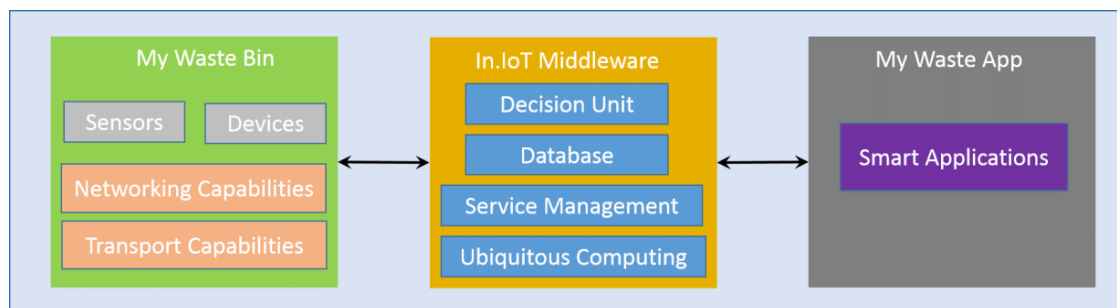 My Waste Bin
Sensors
Devices
Networking Capabilities
Transport Capabilities
In.IoT Middleware
Decision Unit
Database
Service Management
Ubiquitous Computing
My Waste App
Smart Applications